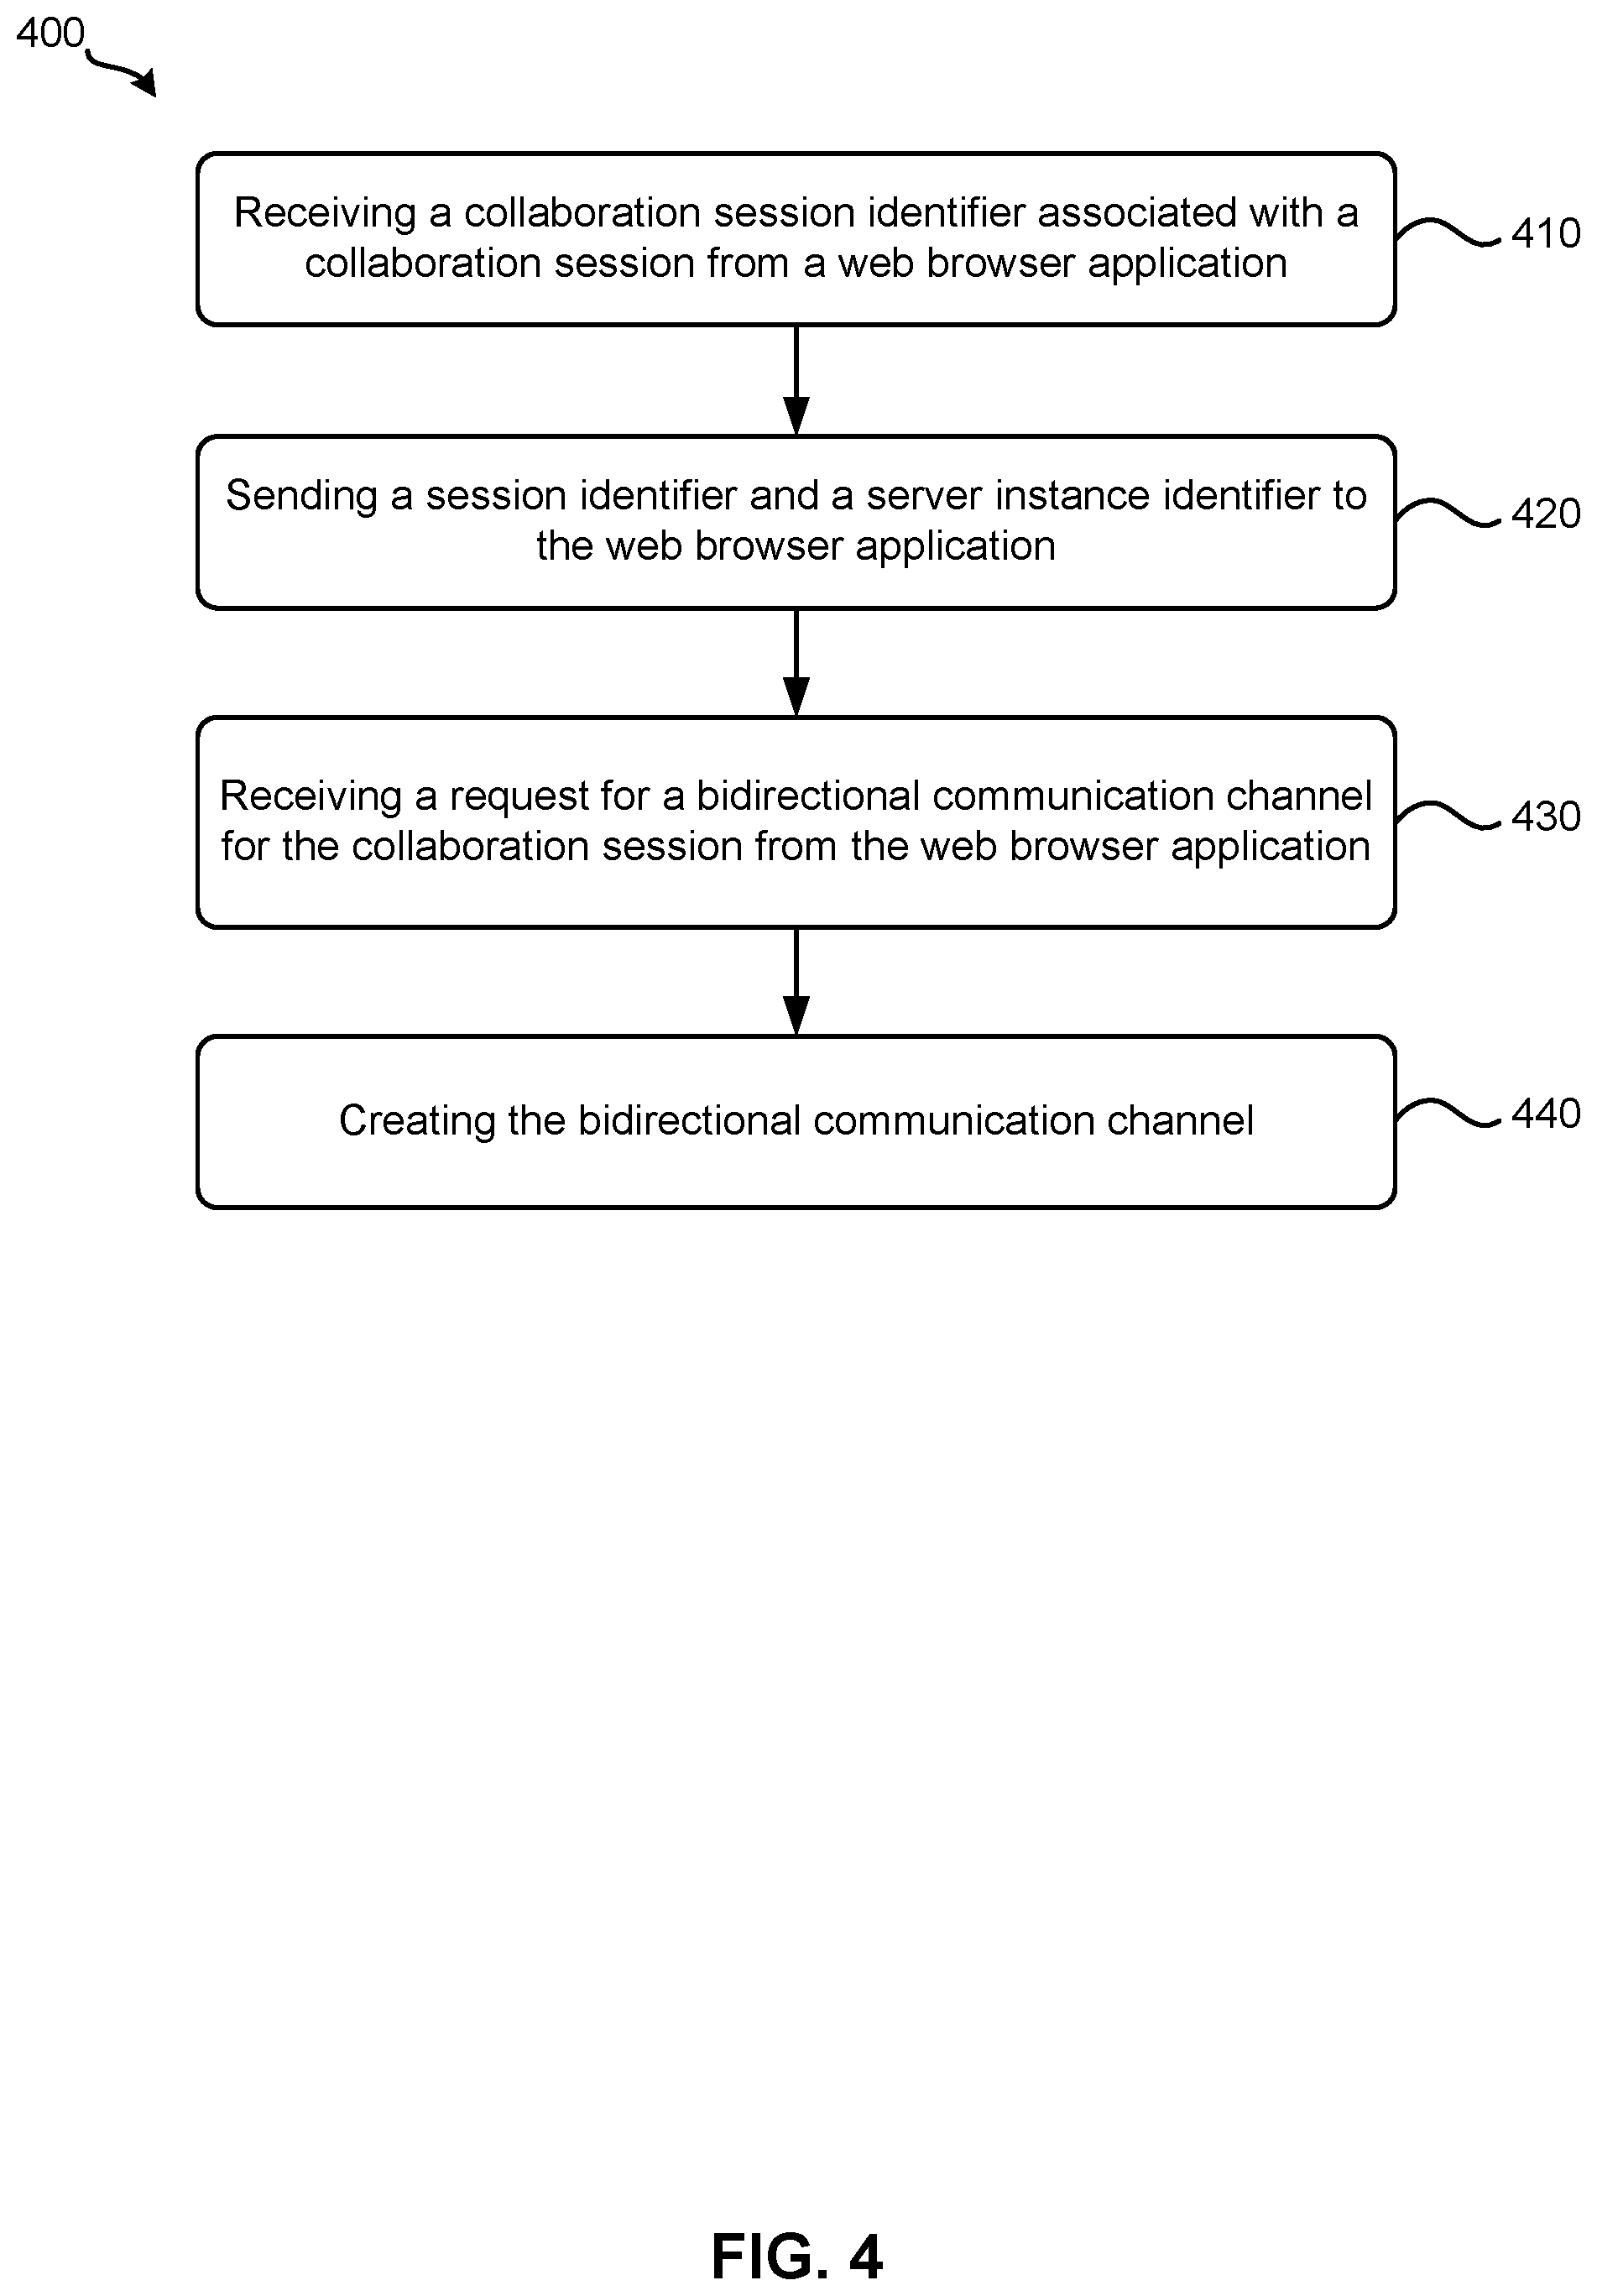 400
Receiving a collaboration session identifier associated with a
collaboration session from a web browser application
410
Sending a session identifier and a server instance identifier to
the web browser application
420
Receiving a request for a bidirectional communication channel
for the collaboration session from the web browser application
430
Creating the bidirectional communication channel
440
FIG. 4